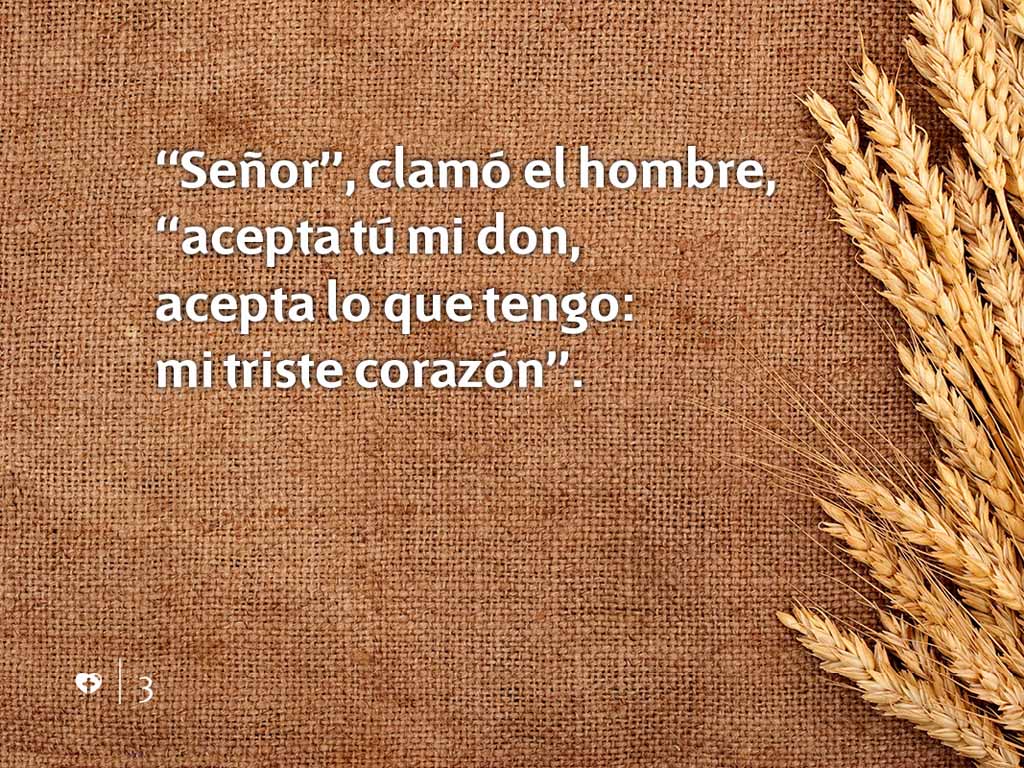 “Señor”, clamó el hombre,
“acepta tú mi don,
acepta lo que tengo:
mi triste corazón”.
3